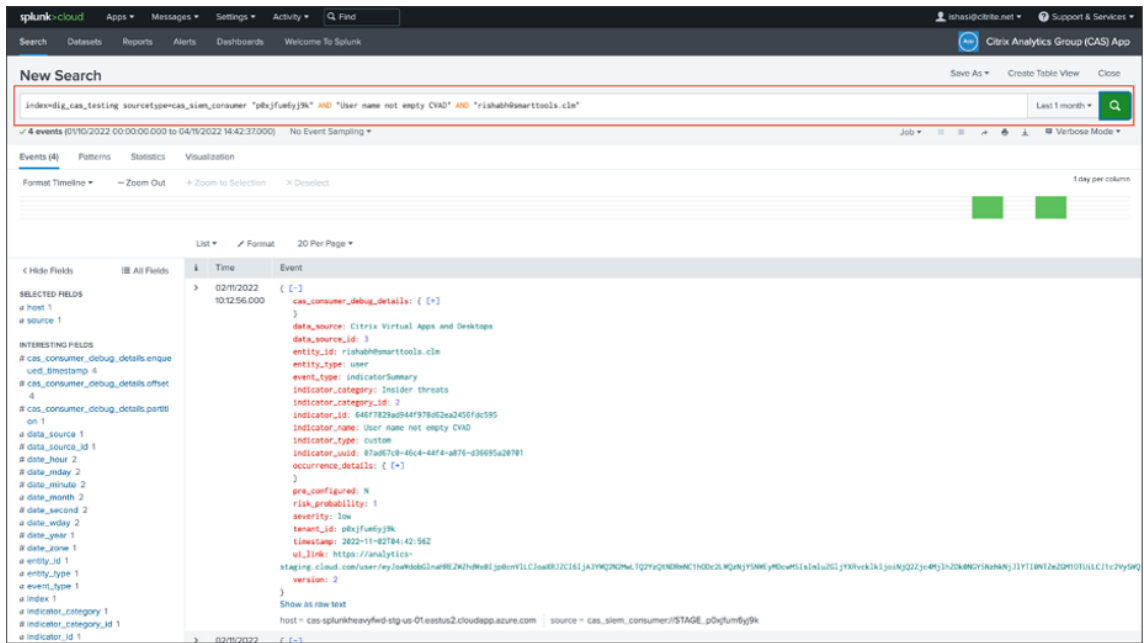 splunk>cloud Apps ▾ Messages ▾ Settings ▾ Activity ▾ Find ishasi@citrite.net ▾ Support & Services ▾
Search Datasets Reports Alerts Dashboards Welcome To Splunk Citrix Analytics Group (CAS) App
New Search Save As ▾ Create Table View Close
index=dig_cas_testing sourcetype=cas_siem_consumer "p0xjfum6yj9k" AND "User name not empty CVAD" AND "rishabh@smarttools.clm" Last 1 month ▾
✓ 4 events (01/10/2022 00:00:00.000 to 04/11/2022 14:42:37.000) No Event Sampling ▾ Job ▾ Verbose Mode ▾
Events (4) Patterns Statistics Visualization
Format Timeline ▾ — Zoom Out + Zoom to Selection × Deselect 1 day per column
List ▾ Format 20 Per Page ▾
< Hide Fields All Fields i Time Event
SELECTED FIELDS
a host 1
a source 1
INTERESTING FIELDS
# cas_consumer_debug_details.enque
ued_timestamp 4
# cas_consumer_debug_details.offset
4
# cas_consumer_debug_details.partiti
on 1
a data_source 1
# data_source_id 1
# date_hour 2
# date_mday 2
# date_minute 2
a date_month 2
# date_second 2
a date_wday 2
# date_year 1
# date_zone 1
a entity_id 1
a entity_type 1
a event_type 1
a index 1
a indicator_category 1
# indicator_category_id 1
a indicator_id 1
> 02/11/2022 { [-]
10:12:56.000 cas_consumer_debug_details: { [+]
}
data_source: Citrix Virtual Apps and Desktops
data_source_id: 3
entity_id: rishabh@smarttools.clm
entity_type: user
event_type: indicatorSummary
indicator_category: Insider threats
indicator_category_id: 2
indicator_id: 646f7829ad944f978d62ea2456fdc595
indicator_name: User name not empty CVAD
indicator_type: custom
indicator_uuid: 07ad67c0-46c4-44f4-a876-d36695a20701
occurrence_details: { [+]
}
pre_configured: N
risk_probability: 1
severity: low
tenant_id: p0xjfum6yj9k
timestamp: 2022-11-02T04:42:56Z
ui_link: https://analytics-
staging.cloud.com/user/
version: 2
}
Show as raw text
host = cas-splunkheavyfwd-stg-us-01.eastus2.cloudapp.azure.com source = cas_siem_consumer://STAGE_p0xjfum6yj9k
> 02/11/2022 { [-]